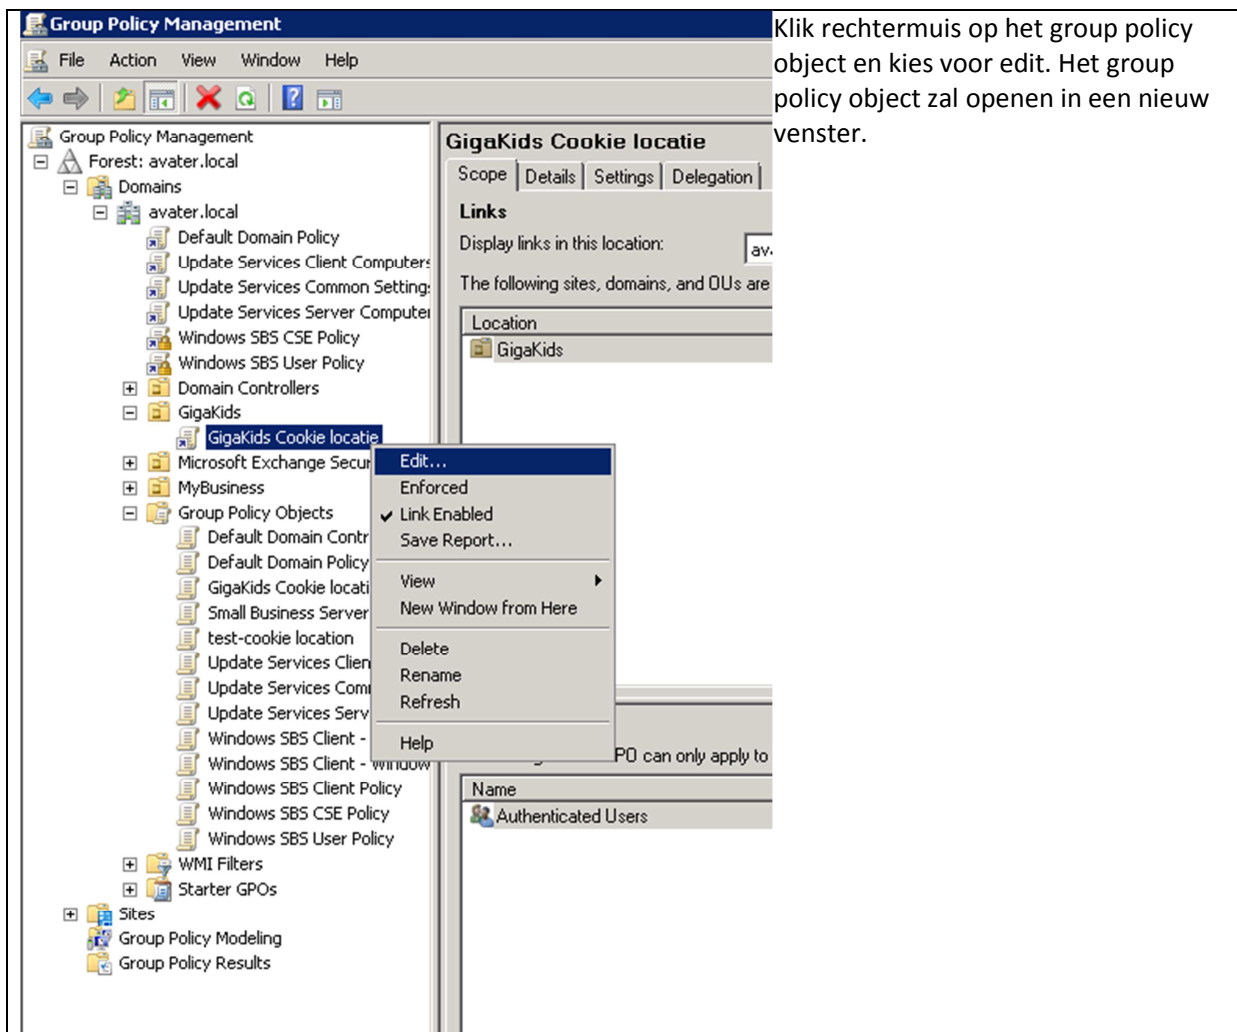 Group Policy Management
File Action View Window Help
Group Policy Management
Forest: avater.local
Domains
avater.local
Default Domain Policy
Update Services Client Computers
Update Services Common Setting
Update Services Server Computer
Windows SBS CSE Policy
Windows SBS User Policy
Domain Controllers
GigaKids
GigaKids Cookie locatie
Microsoft Exchange Secur
MyBusiness
Group Policy Objects
Default Domain Contr
Default Domain Policy
GigaKids Cookie locati
Small Business Server
test-cookie location
Update Services Clien
Update Services Com
Update Services Serv
Windows SBS Client -
Windows SBS Client - Window
Windows SBS Client Policy
Windows SBS CSE Policy
Windows SBS User Policy
WMI Filters
Starter GPOs
Sites
Group Policy Modeling
Group Policy Results
Edit...
Enforced
Link Enabled
Save Report...
View
New Window from Here
Delete
Rename
Refresh
Help
GigaKids Cookie locatie
Scope Details Settings Delegation
Links
Display links in this location: av
The following sites, domains, and OUs are
Location
GigaKids
PO can only apply to
Name
Authenticated Users
Klik rechtermuis op het group policy
object en kies voor edit. Het group
policy object zal openen in een nieuw
venster.